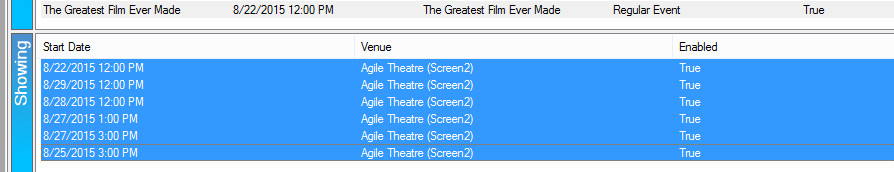 The Greatest Film Ever Made 8/22/2015 12:00 PM The Greatest Film Ever Made Regular Event True
Showing
Start Date Venue Enabled
8/22/2015 12:00 PM Agile Theatre (Screen2) True
8/29/2015 12:00 PM Agile Theatre (Screen2) True
8/28/2015 12:00 PM Agile Theatre (Screen2) True
8/27/2015 1:00 PM Agile Theatre (Screen2) True
8/27/2015 3:00 PM Agile Theatre (Screen2) True
8/25/2015 3:00 PM Agile Theatre (Screen2) True